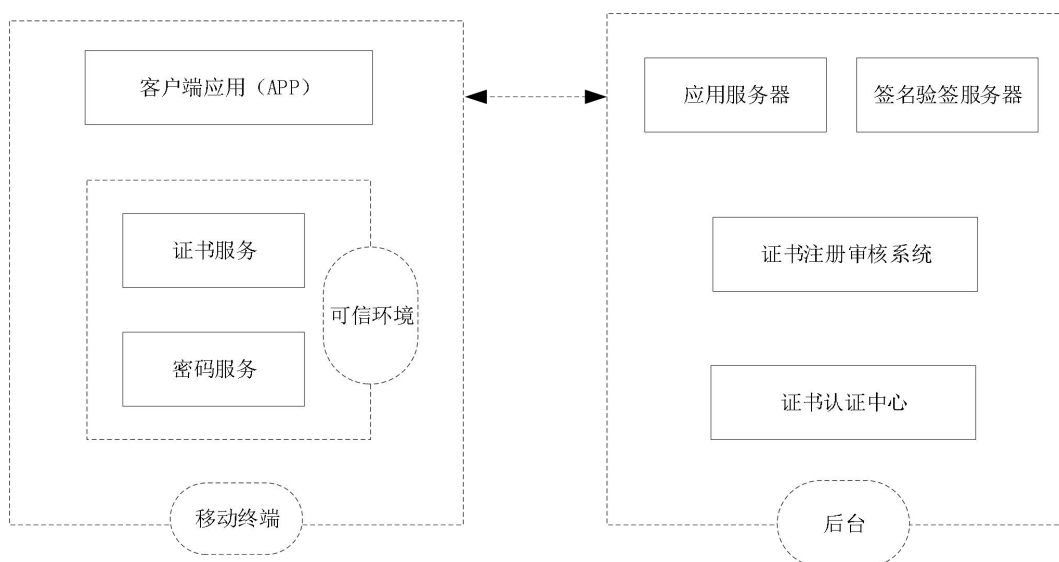 客户端应用（APP）
证书服务
可信环境
密码服务
移动终端
应用服务器
签名验签服务器
证书注册审核系统
证书认证中心
后台